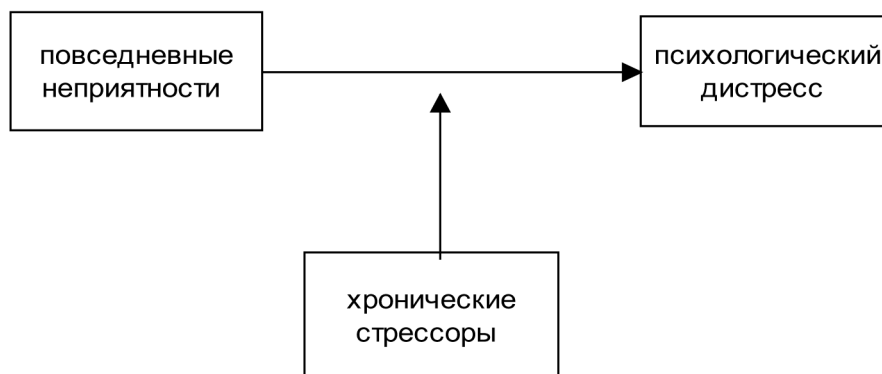 повседневные
неприятности
психологический
дистресс
хронические
стрессоры